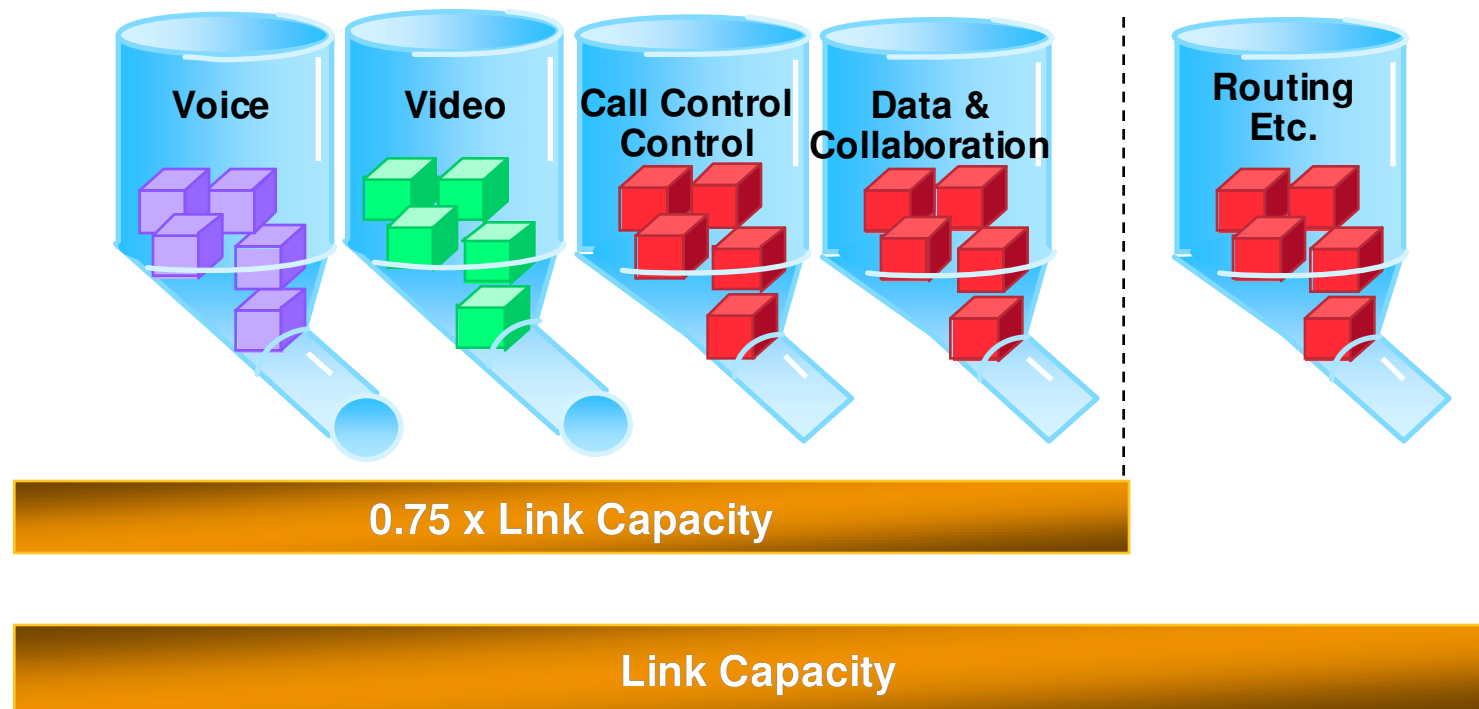 Voice
Video
Call Control
Control
Data &
Collaboration
Routing
Etc.
0.75 x Link Capacity
Link Capacity